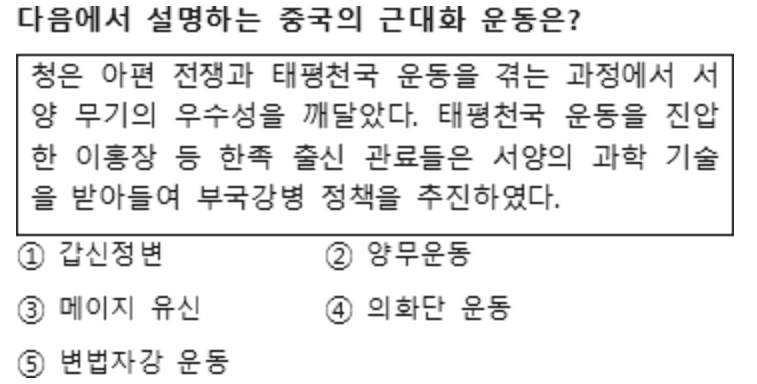 다음에서 설명하는 중국의 근대화 운동은?
청은 아편 전쟁과 태평천국 운동을 겪는 과정에서 서
양 무기의 우수성을 깨달았다. 태평천국 운동을 진압
한 이홍장 등 한족 출신 관료들은 서양의 과학 기술
을 받아들여 부국강병 정책을 추진하였다.
① 갑신정변 ② 양무운동
③ 메이지 유신 ④ 의화단 운동
⑤ 변법자강 운동